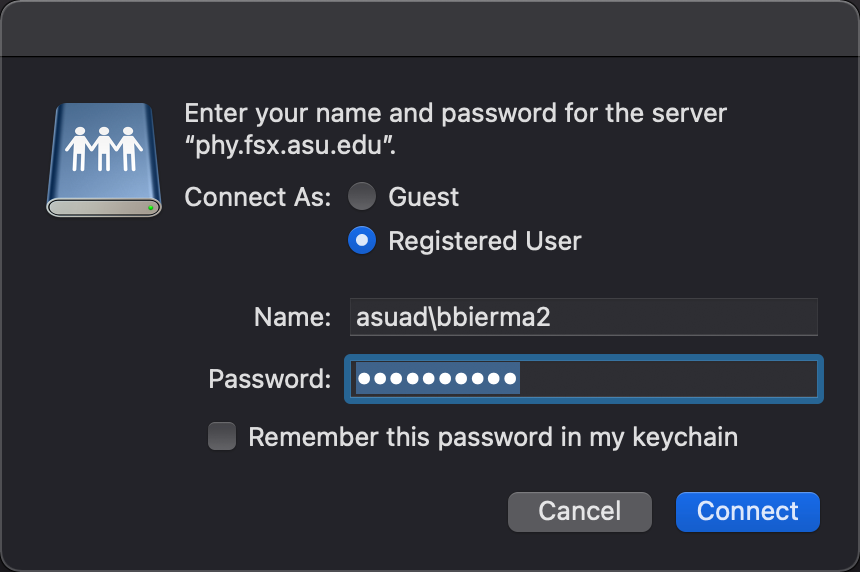 Enter your name and password for the server
“phy.fsx.asu.edu”.
Connect As: Guest
Registered User
Name: asuad\bbierma2
Password: ••••••••••
Remember this password in my keychain
Cancel Connect